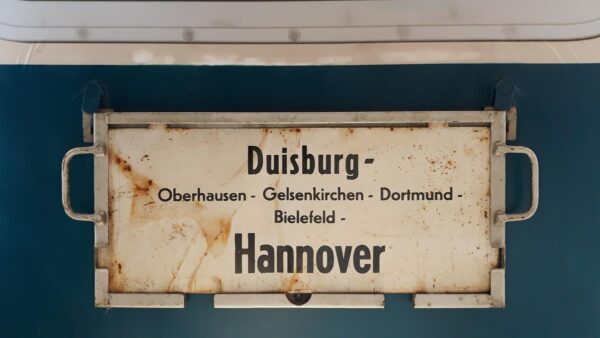 Duisburg -
Oberhausen - Gelsenkirchen - Dortmund -
Bielefeld -
Hannover